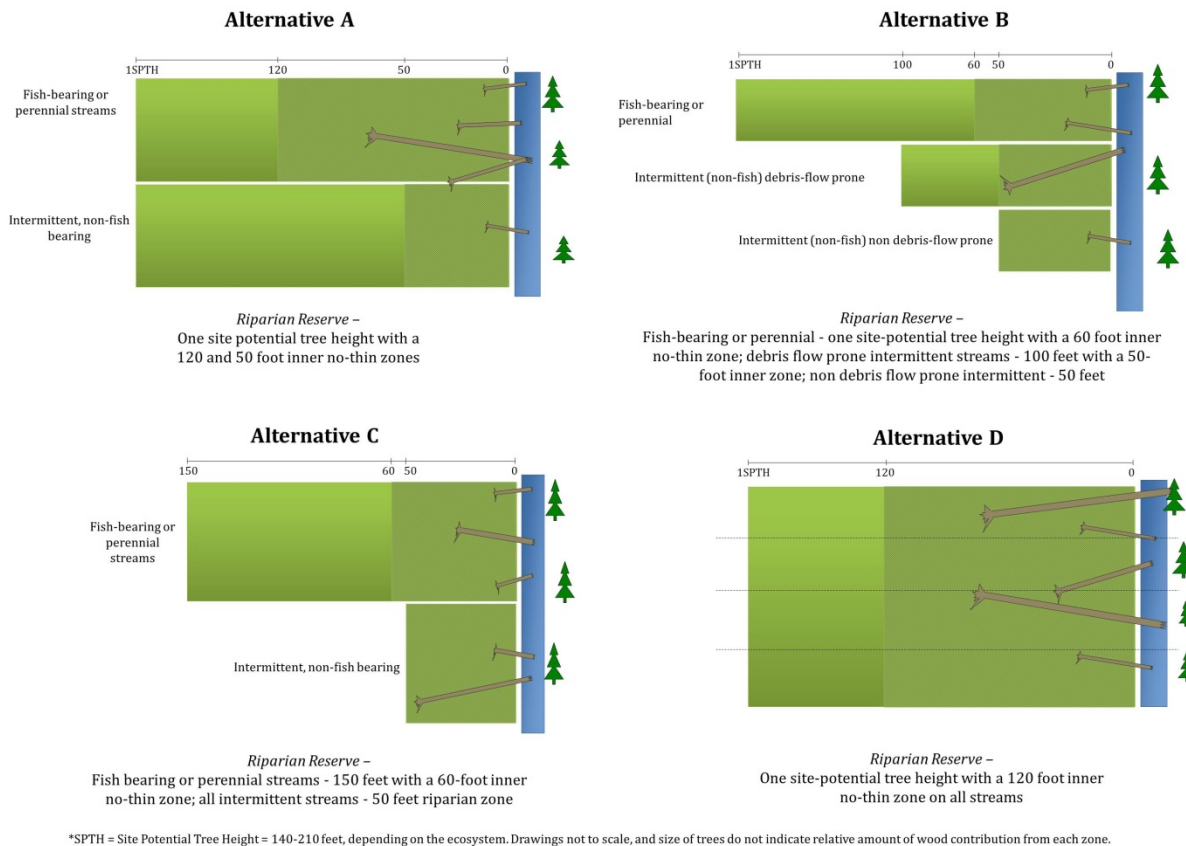 Alternative A
1SPTH 120 50 0
Fish-bearing or
perennial streams
Intermittent, non-fish
bearing
Riparian Reserve –
One site potential tree height with a
120 and 50 foot inner no-thin zones
Alternative B
1SPTH 100 60 50 0
Fish-bearing or
perennial
Intermittent (non-fish) debris-flow prone
Intermittent (non-fish) non debris-flow prone
Riparian Reserve –
Fish-bearing or perennial - one site-potential tree height with a 60 foot inner
no-thin zone; debris flow prone intermittent streams - 100 feet with a 50-
foot inner zone; non debris flow prone intermittent - 50 feet
Alternative C
150 60 50 0
Fish-bearing or
perennial
streams
Intermittent, non-fish bearing
Riparian Reserve –
Fish bearing or perennial streams - 150 feet with a 60-foot inner
no-thin zone; all intermittent streams - 50 feet riparian zone
Alternative D
1SPTH 120 0
Riparian Reserve –
One site-potential tree height with a 120 foot inner
no-thin zone on all streams
*SPTH = Site Potential Tree Height = 140-210 feet, depending on the ecosystem. Drawings not to scale, and size of trees do not indicate relative amount of wood contribution from each zone.